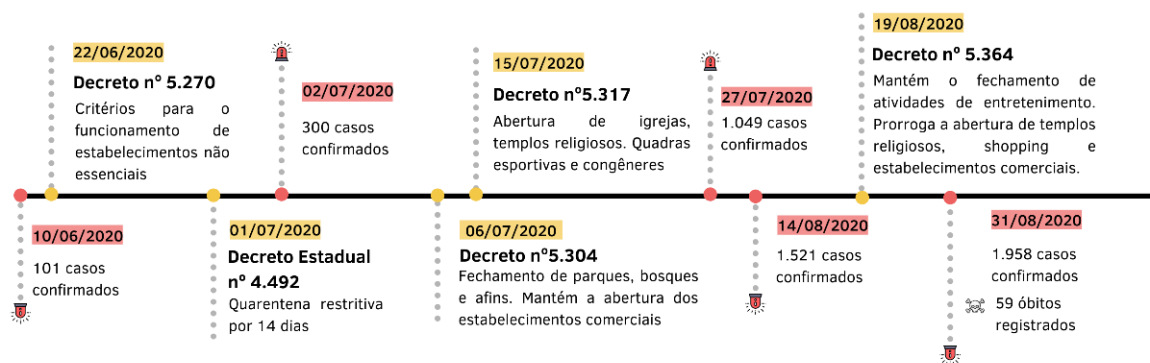 22/06/2020
Decreto nº 5.270
Critérios para o
funcionamento de
estabelecimentos não
essenciais
02/07/2020
300 casos
confirmados
15/07/2020
Decreto nº5.317
Abertura de igrejas,
templos religiosos. Quadras
esportivas e congêneres
27/07/2020
1.049 casos
confirmados
19/08/2020
Decreto nº 5.364
Mantém o fechamento de
atividades de entretenimento.
Prorroga a abertura de templos
religiosos, shopping e
estabelecimentos comerciais.
10/06/2020
101 casos
confirmados
01/07/2020
Decreto Estadual
nº 4.492
Quarentena restritiva
por 14 dias
06/07/2020
Decreto nº5.304
Fechamento de parques, bosques
e afins. Mantém a abertura dos
estabelecimentos comerciais
14/08/2020
1.521 casos
confirmados
31/08/2020
1.958 casos
confirmados
59 óbitos
registrados